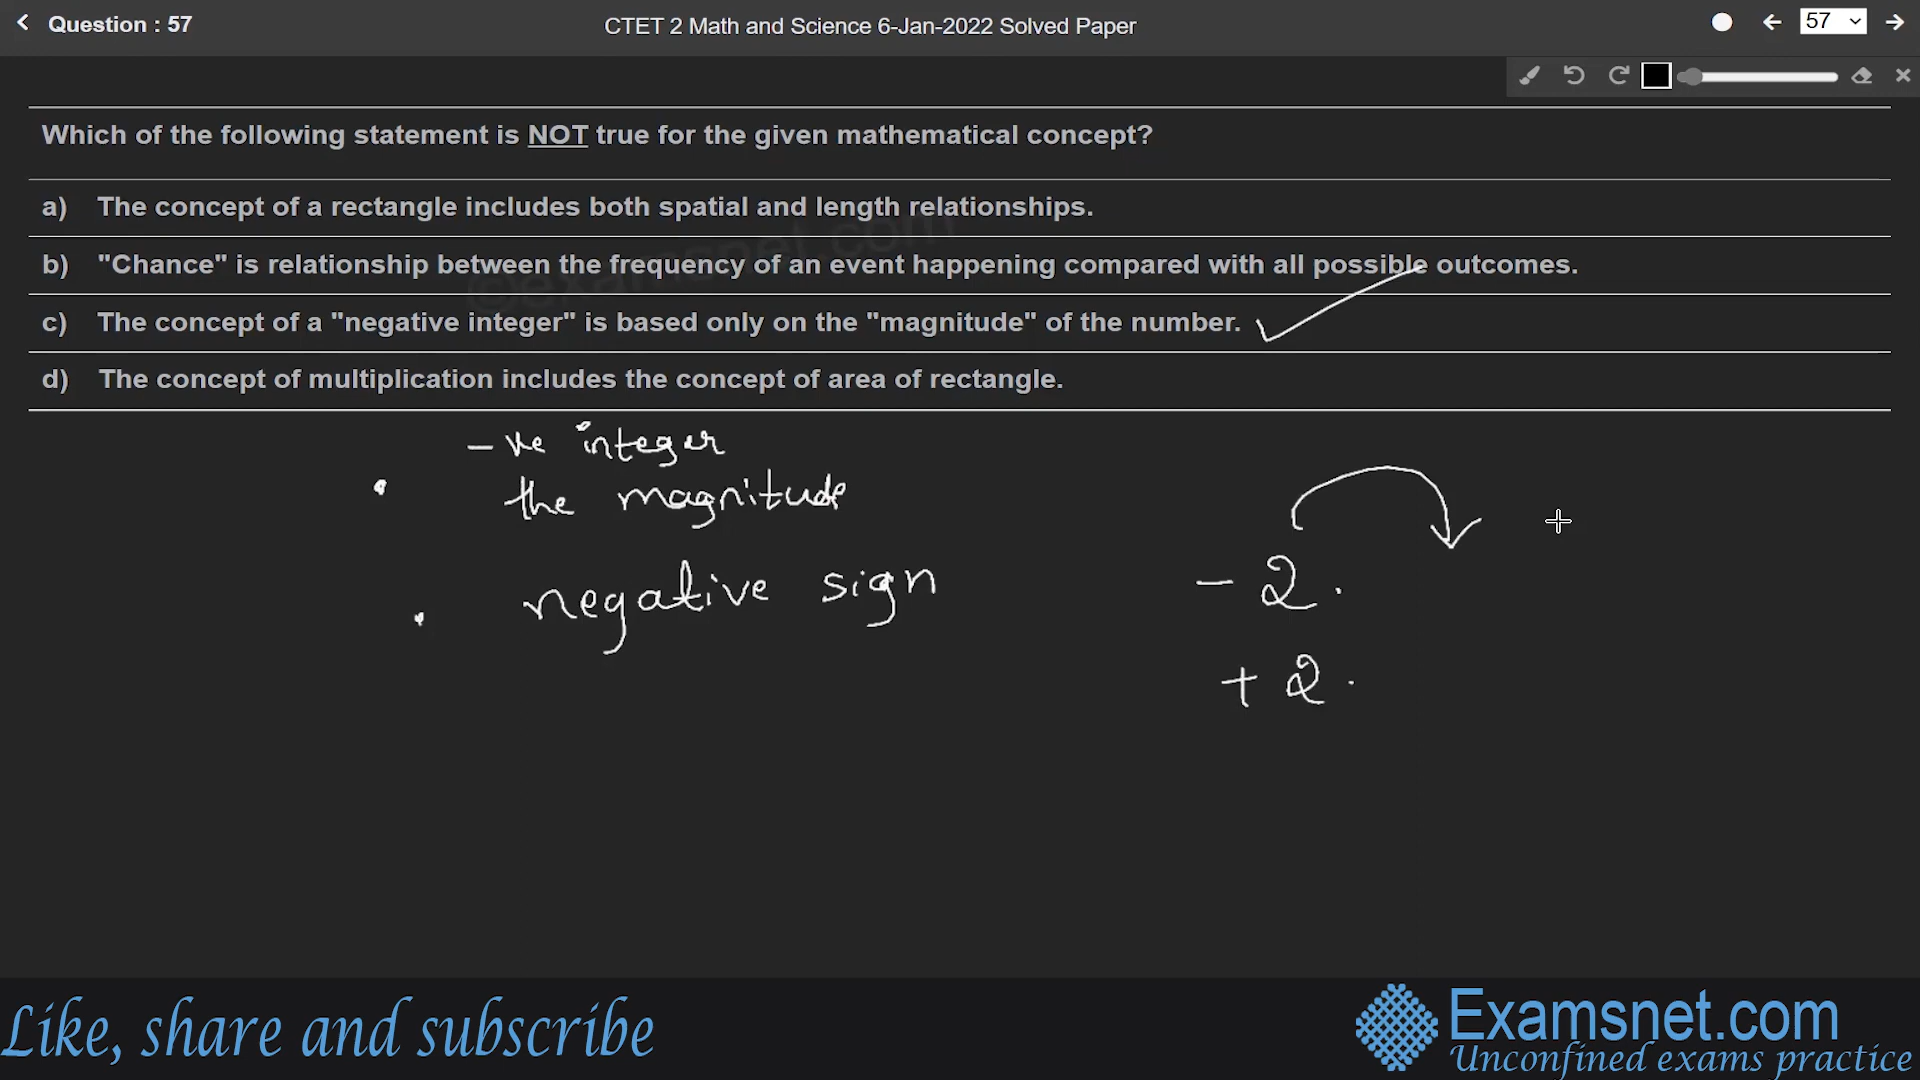 Question : 57
CTET 2 Math and Science 6-Jan-2022 Solved Paper
57
Which of the following statement is NOT true for the given mathematical concept?
a) The concept of a rectangle includes both spatial and length relationships.
b) "Chance" is relationship between the frequency of an event happening compared with all possible outcomes.
c) The concept of a "negative integer" is based only on the "magnitude" of the number.
d) The concept of multiplication includes the concept of area of rectangle.
©examsnet.com
-ve integer
the magnitude
negative sign
- 2.
+ 2.
Like, share and subscribe
Examsnet.com
Unconfined exams practice